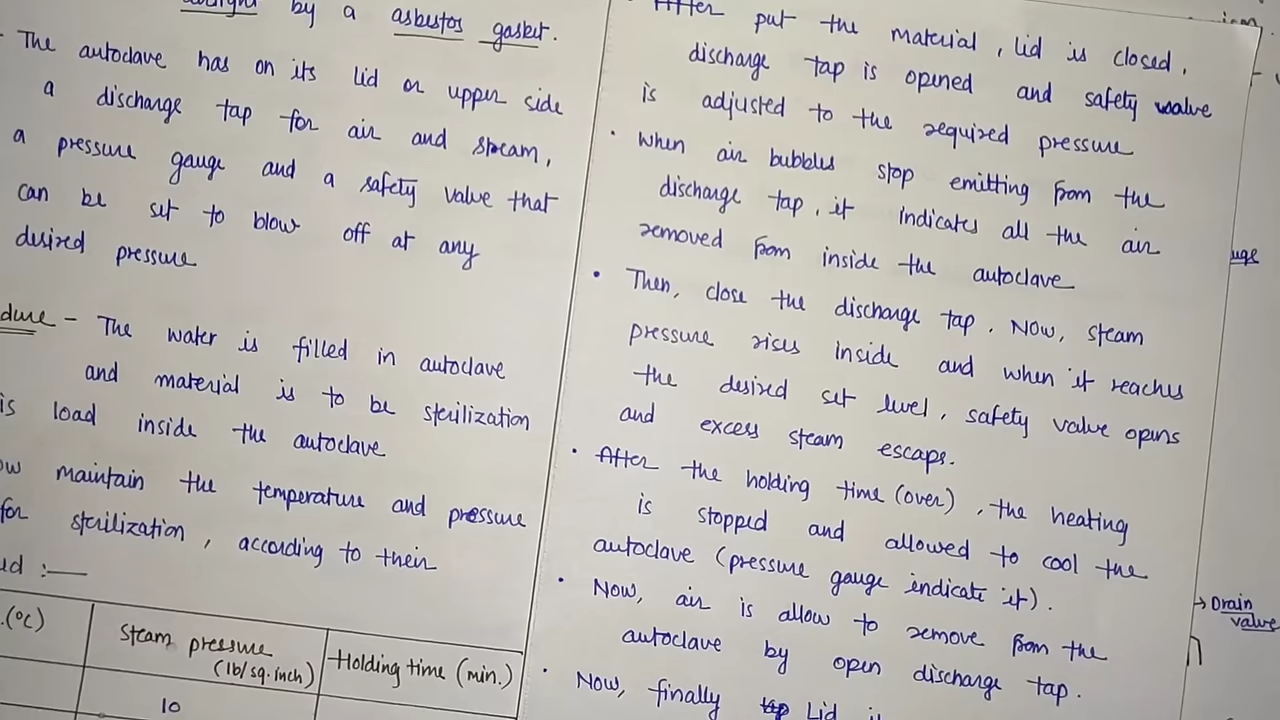 by a asbestos gasket.
- The autoclave has on its lid or upper side
a discharge tap for air and steam,
a pressure gauge and a safety valve that
can be set to blow off at any
desired pressure
dure - The water is filled in autoclave
and material is to be sterilization
is load inside the autoclave
ow maintain the temperature and pressure
for sterilization, according to their
ed :—
.(°C)
Steam pressure
(lb/sq.inch)
Holding time (min.)
10
After put the material, lid is closed,
discharge tap is opened and safety valve
is adjusted to the required pressure
• When air bubbles stop emitting from the
discharge tap, it indicates all the air
removed from inside the autoclave
• Then, close the discharge tap. Now, steam
pressure rises inside and when it reaches
the desired set level, safety valve opens
and excess steam escaps.
• After the holding time (over), the heating
is stopped and allowed to cool the
autoclave (pressure gauge indicate it).
• Now, air is allow to remove from the
autoclave by open discharge tap.
• Now, finally Lid
uge
→ Drain
valve